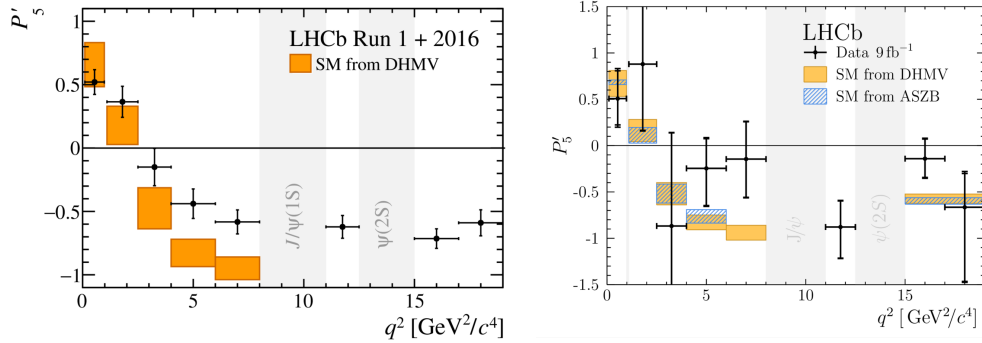 P′5
LHCb Run 1 + 2016
SM from DHMV
J/ψ(1S)
ψ(2S)
1
0.5
0
−0.5
−1
0 5 10 15
q² [GeV²/c⁴]
P′5
LHCb
Data 9 fb⁻¹
SM from DHMV
SM from ASZB
J/ψ
ψ(2S)
1.5
1.0
0.5
0
-0.5
-1.0
-1.5
0 5 10 15
q² [GeV²/c⁴]